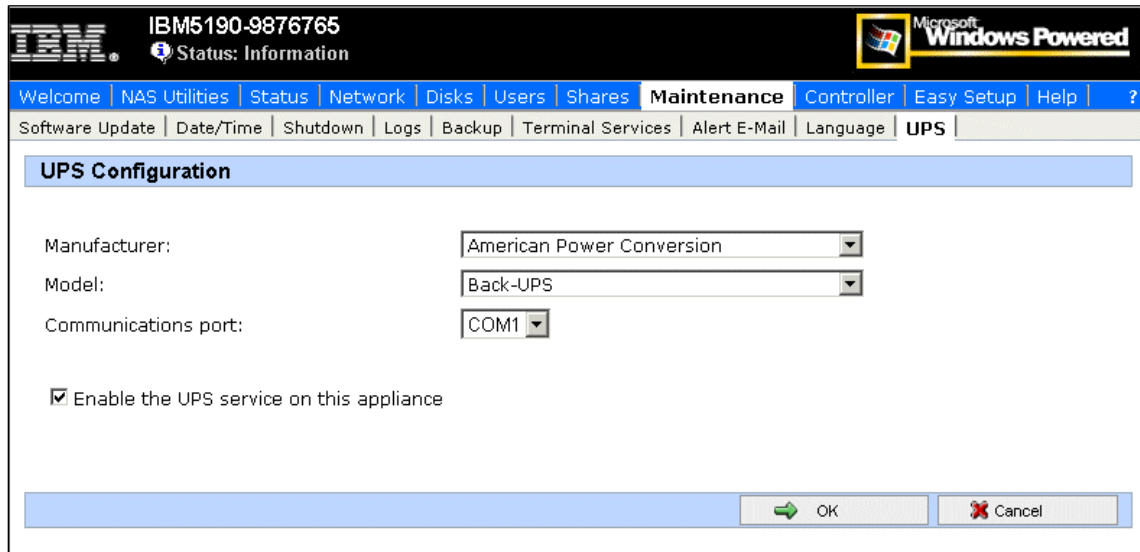 IBM®
IBM5190-9876765
Status: Information
Microsoft
Windows Powered
Welcome | NAS Utilities | Status | Network | Disks | Users | Shares | Maintenance | Controller | Easy Setup | Help | ?
Software Update | Date/Time | Shutdown | Logs | Backup | Terminal Services | Alert E-Mail | Language | UPS |
UPS Configuration
Manufacturer: American Power Conversion
Model: Back-UPS
Communications port: COM1
Enable the UPS service on this appliance
OK Cancel